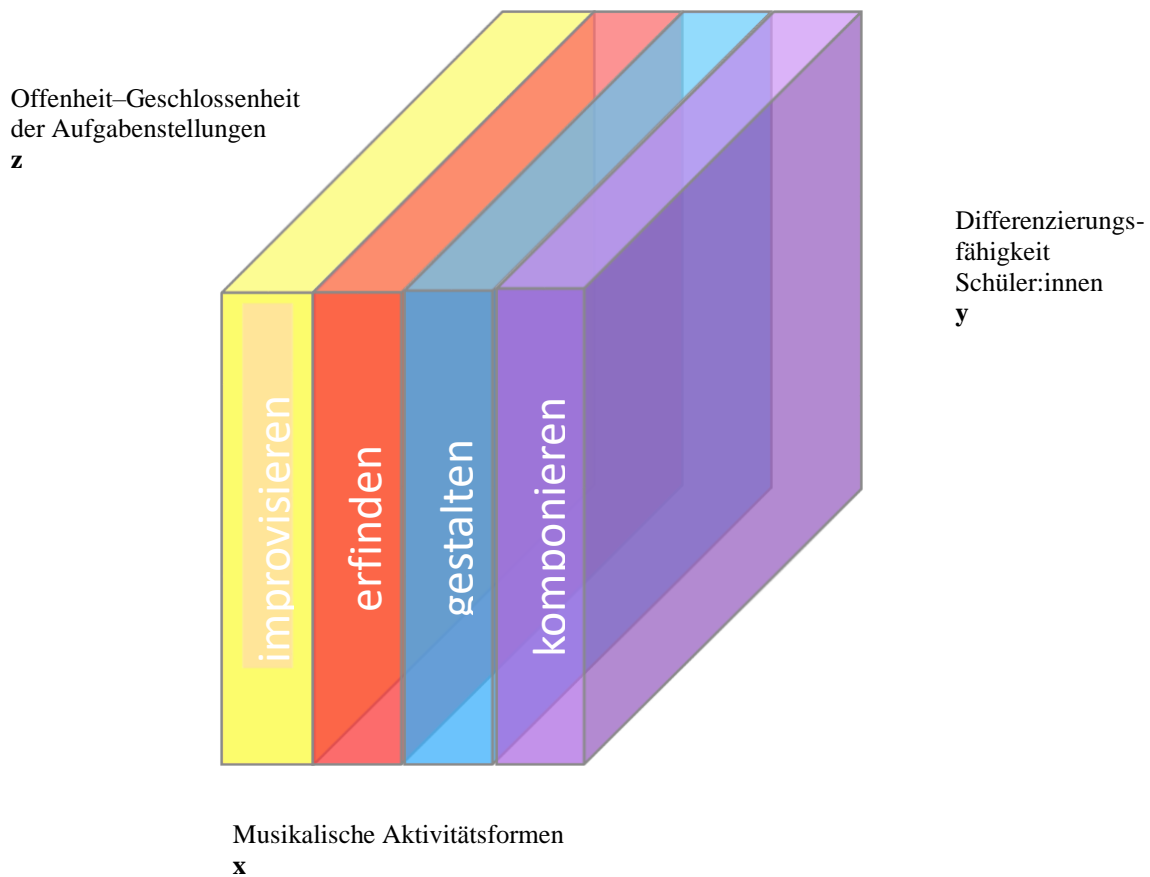 Offenheit–Geschlossenheit
der Aufgabenstellungen
z
Differenzierungs-
fähigkeit
Schüler:innen
y
improvisieren
erfinden
gestalten
komponieren
Musikalische Aktivitätsformen
x